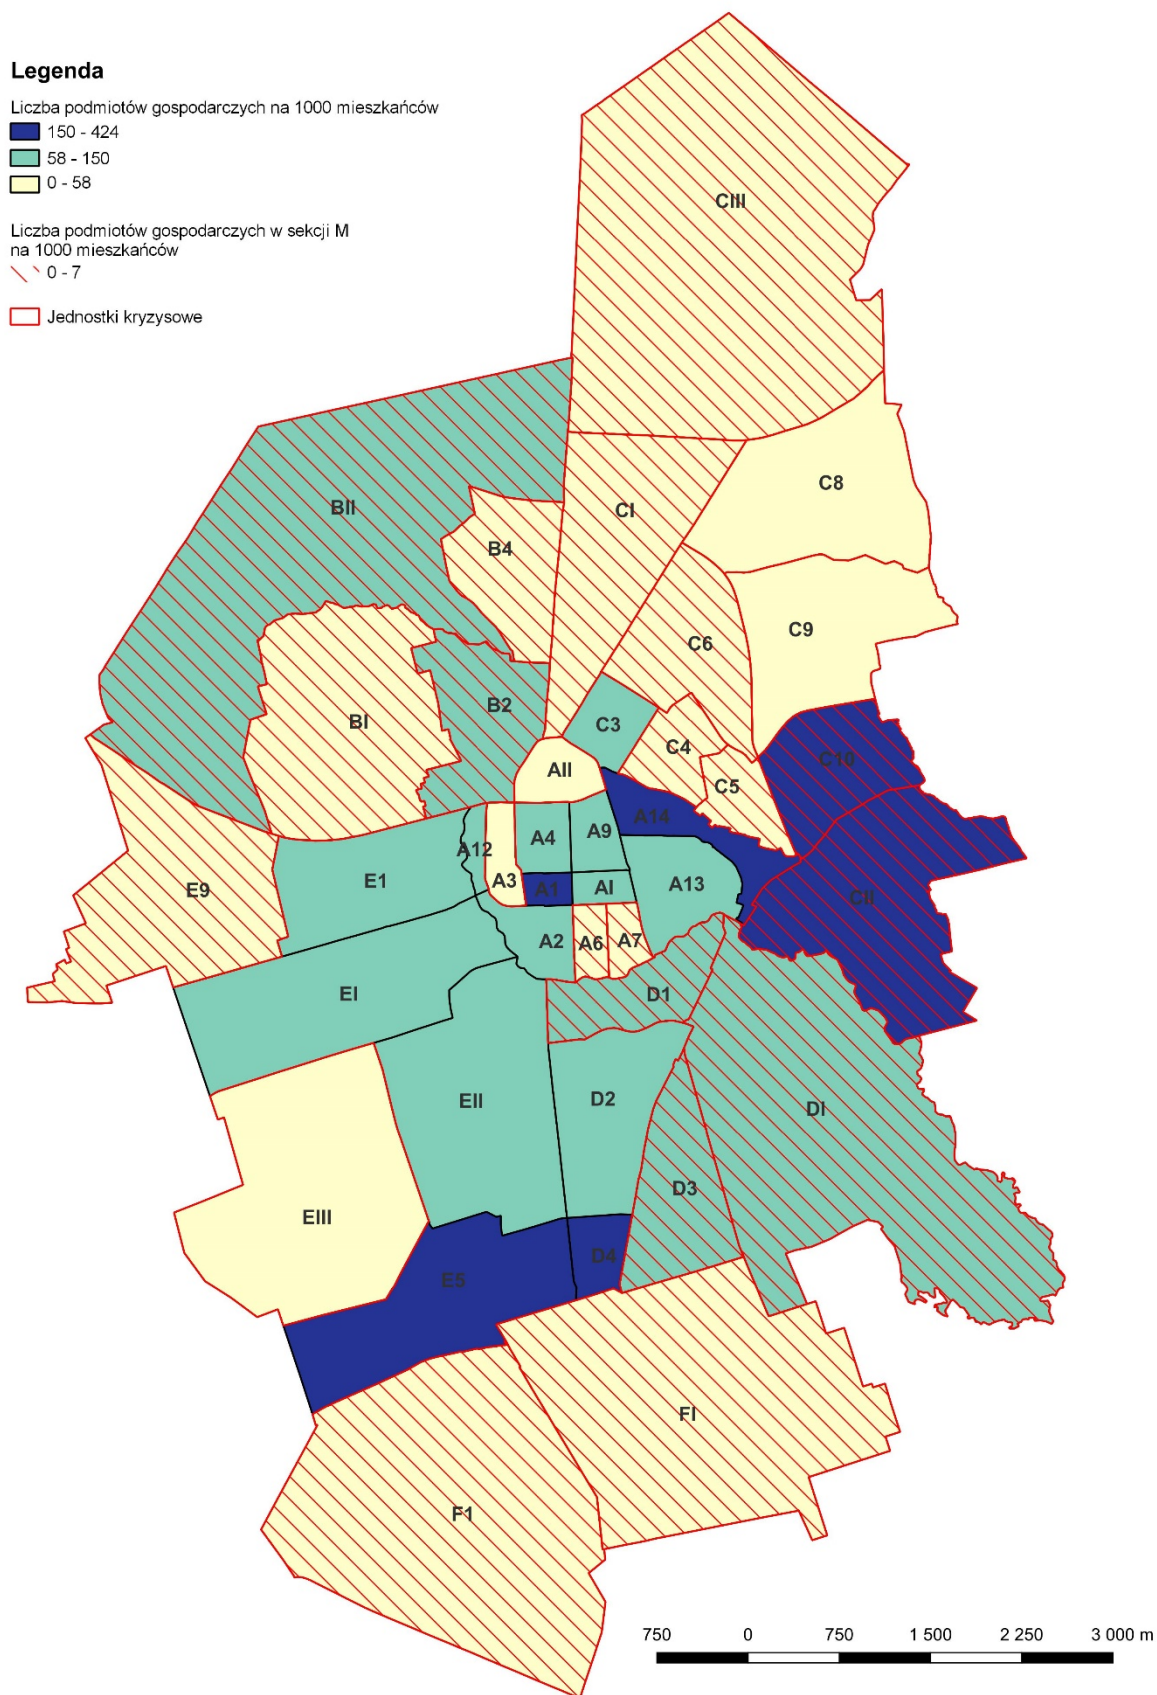 Legenda
Liczba podmiotów gospodarczych na 1000 mieszkańców
150 - 424
58 - 150
0 - 58
Liczba podmiotów gospodarczych w sekcji M
na 1000 mieszkańców
0 - 7
Jednostki kryzysowe
CIII
C8
BII
CI
B4
C9
C6
B2
BI
C3
C4
C10
AII
C5
A14
A4
A9
A12
E1
A3
A1
AI
A13
E9
CII
A2
A6
A7
EI
D1
EII
D2
DI
D3
EIII
D4
E5
FI
F1
750 0 750 1 500 2 250 3 000 m